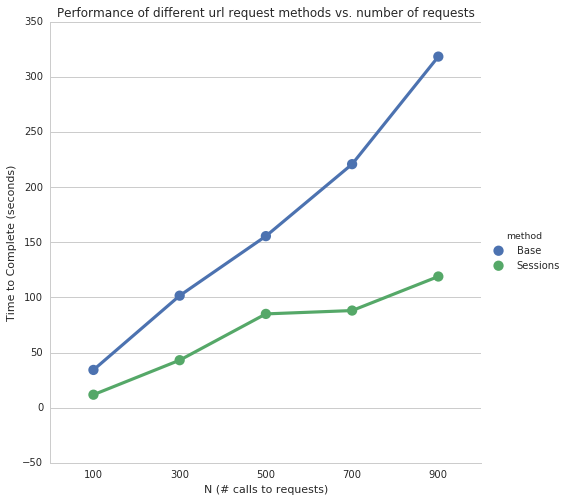 Performance of different url request methods vs. number of requests
350
300
250
200
150
100
50
0
−50
Time to Complete (seconds)
100 300 500 700 900
N (# calls to requests)
method
Base
Sessions